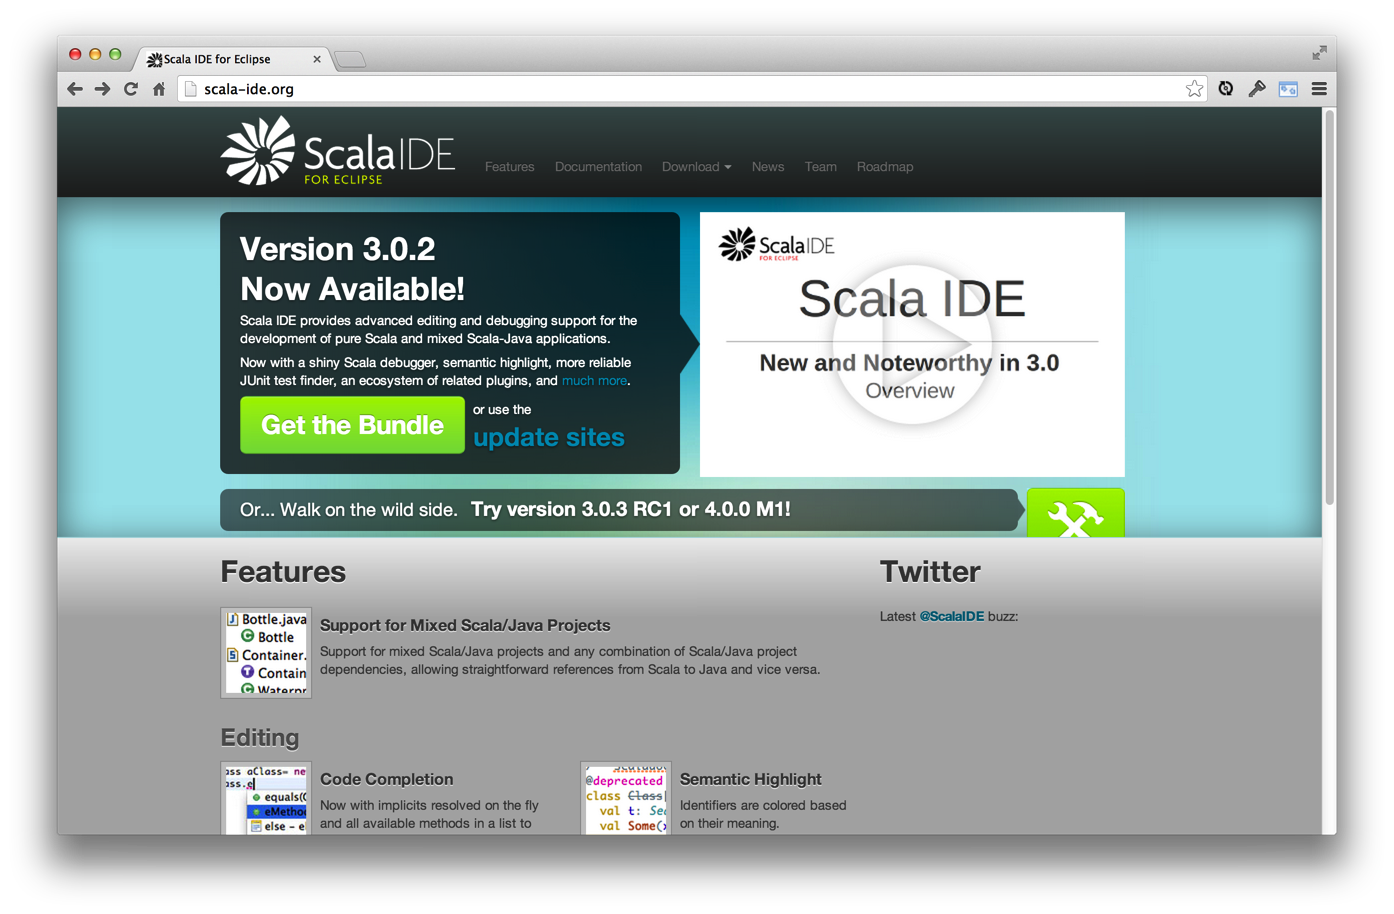 Scala IDE for Eclipse
scala-ide.org
ScalaIDE
FOR ECLIPSE
Features Documentation Download News Team Roadmap
Version 3.0.2
Now Available!
Scala IDE provides advanced editing and debugging support for the
development of pure Scala and mixed Scala-Java applications.
Now with a shiny Scala debugger, semantic highlight, more reliable
JUnit test finder, an ecosystem of related plugins, and much more.
Get the Bundle
or use the
update sites
ScalaIDE
FOR ECLIPSE
Scala IDE
New and Noteworthy in 3.0
Overview
Or... Walk on the wild side. Try version 3.0.3 RC1 or 4.0.0 M1!
Features
Bottle.java
Bottle
Container.
Contain
Waterpr
Support for Mixed Scala/Java Projects
Support for mixed Scala/Java projects and any combination of Scala/Java project
dependencies, allowing straightforward references from Scala to Java and vice versa.
Twitter
Latest @ScalaIDE buzz:
Editing
ass aClass= ne
ass.e
equals(
eMetho
else - e
Code Completion
Now with implicits resolved on the fly
and all available methods in a list to
@deprecated
class Class
val t: Se
val Some(x
Semantic Highlight
Identifiers are colored based
on their meaning.